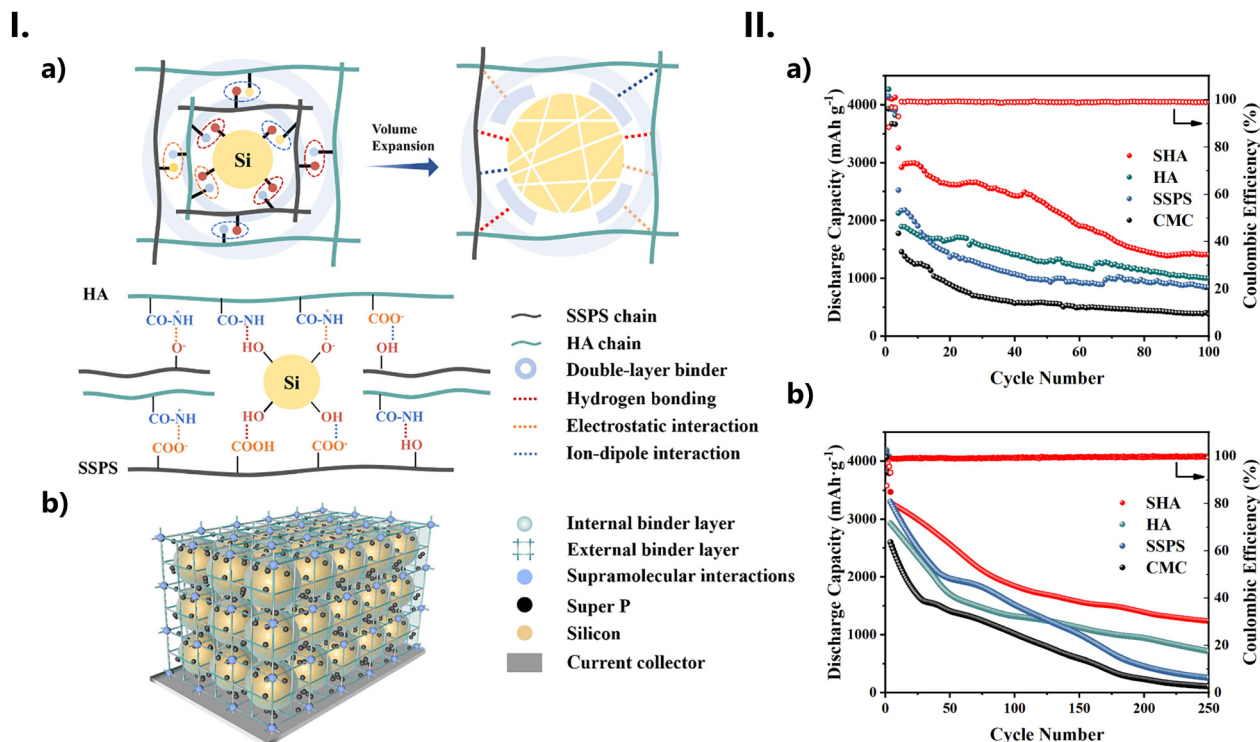 I.
a)
Si
Volume
Expansion
HA
CO-N⁺H
CO-NH
CO-N⁺H
COO⁻
O⁻
HO
O⁻
OH
Si
CO-N⁺H
HO
OH
CO-NH
COO⁻
COOH
COO⁻
HO
SSPS
SSPS chain
HA chain
Double-layer binder
Hydrogen bonding
Electrostatic interaction
Ion-dipole interaction
b)
Internal binder layer
External binder layer
Supramolecular interactions
Super P
Silicon
Current collector
II.
a)
Discharge Capacity (mAh g⁻¹)
4000
3000
2000
1000
0
0
20
40
60
80
100
Cycle Number
100
80
60
40
20
0
Coulombic Efficiency (%)
SHA
HA
SSPS
CMC
b)
Discharge Capacity (mAh·g⁻¹)
4000
3000
2000
1000
0
0
50
100
150
200
250
Cycle Number
100
80
60
40
20
0
Coulombic Efficiency (%)
SHA
HA
SSPS
CMC